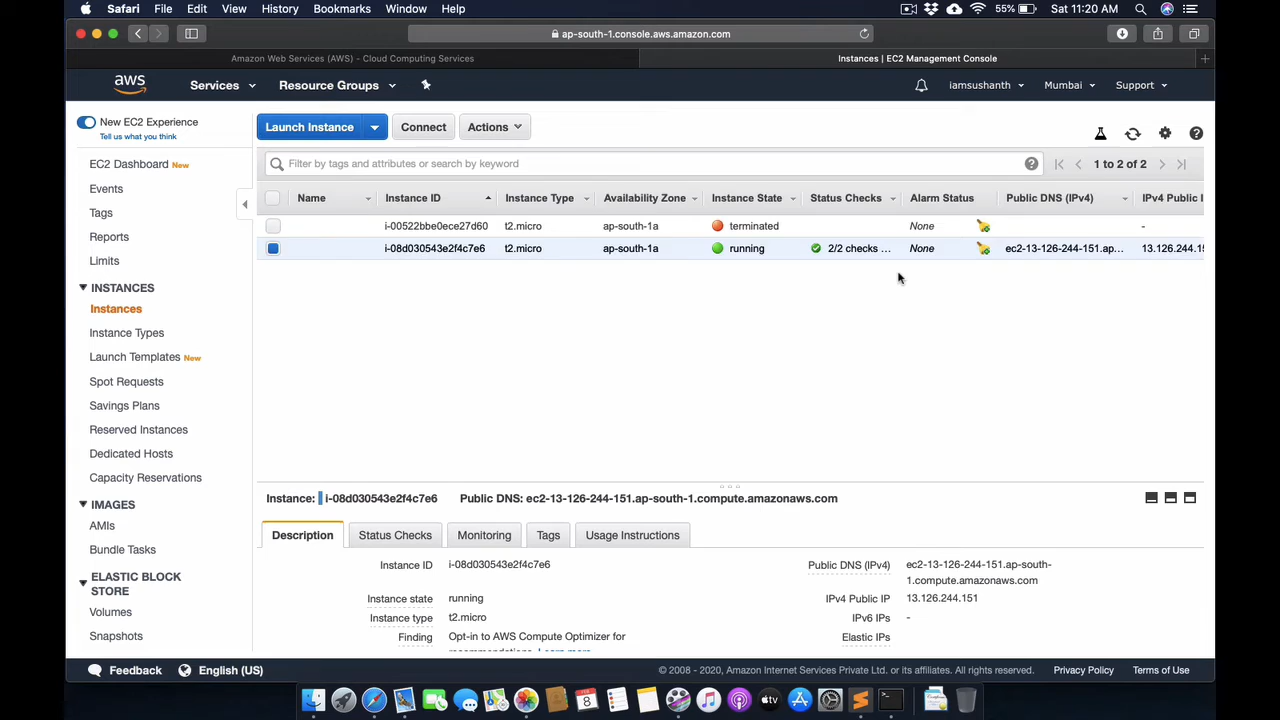 Safari File Edit View History Bookmarks Window Help 55% Sat 11:20 AM
ap-south-1.console.aws.amazon.com
Amazon Web Services (AWS) - Cloud Computing Services Instances | EC2 Management Console
aws Services Resource Groups iamsushanth Mumbai Support
New EC2 Experience
Tell us what you think
EC2 Dashboard New
Events
Tags
Reports
Limits
INSTANCES
Instances
Instance Types
Launch Templates New
Spot Requests
Savings Plans
Reserved Instances
Dedicated Hosts
Capacity Reservations
IMAGES
AMIs
Bundle Tasks
ELASTIC BLOCK
STORE
Volumes
Snapshots
Launch Instance Connect Actions
Filter by tags and attributes or search by keyword 1 to 2 of 2
Name Instance ID Instance Type Availability Zone Instance State Status Checks Alarm Status Public DNS (IPv4) IPv4 Public I
i-00522bbe0ece27d60 t2.micro ap-south-1a terminated None -
i-08d030543e2f4c7e6 t2.micro ap-south-1a running 2/2 checks ... None ec2-13-126-244-151.ap... 13.126.244.1
Instance: i-08d030543e2f4c7e6 Public DNS: ec2-13-126-244-151.ap-south-1.compute.amazonaws.com
Description Status Checks Monitoring Tags Usage Instructions
Instance ID i-08d030543e2f4c7e6
Instance state running
Instance type t2.micro
Finding Opt-in to AWS Compute Optimizer for
recommendations. Learn more
Public DNS (IPv4) ec2-13-126-244-151.ap-south-
1.compute.amazonaws.com
IPv4 Public IP 13.126.244.151
IPv6 IPs -
Elastic IPs
Feedback English (US) © 2008 - 2020, Amazon Internet Services Private Ltd. or its affiliates. All rights reserved. Privacy Policy Terms of Use
8